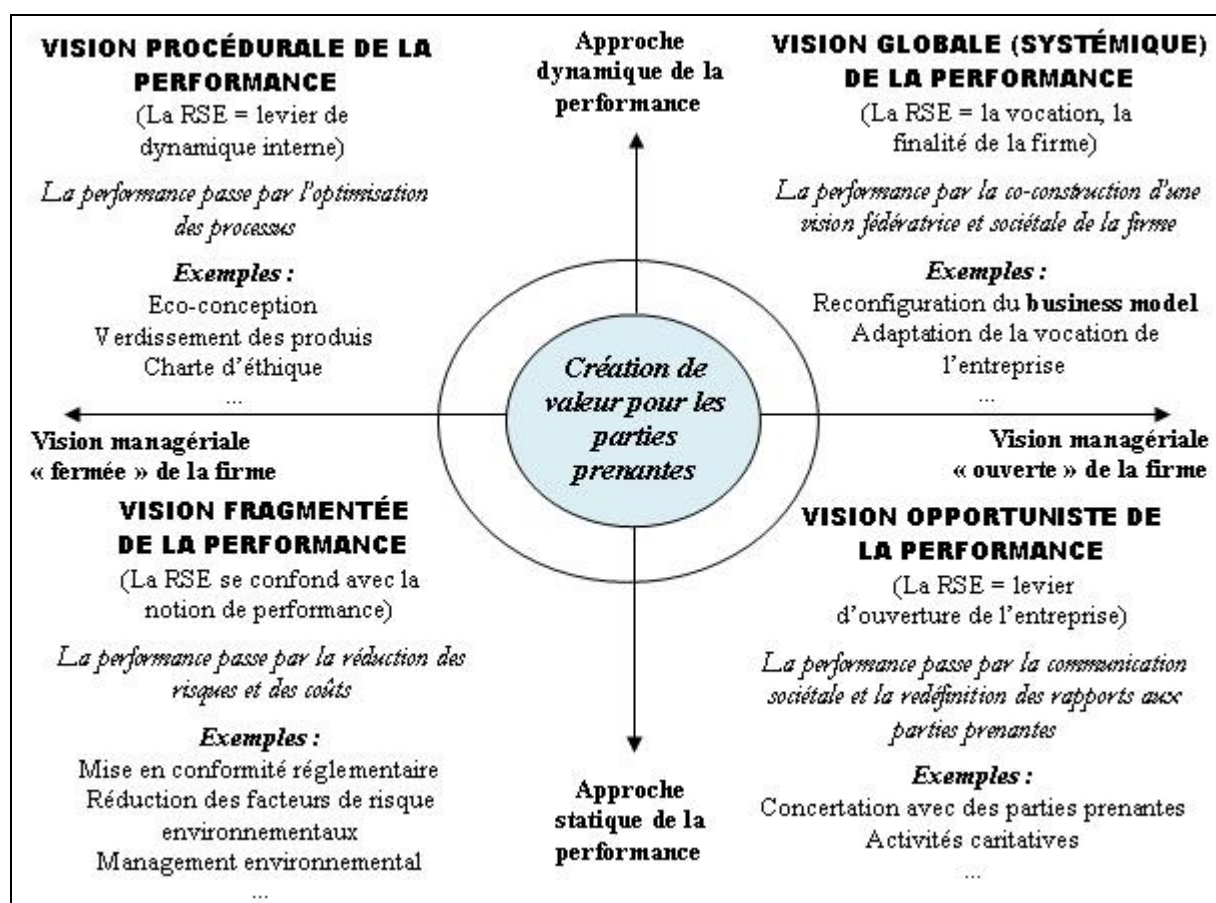 VISION PROCÉDURALE DE LA
PERFORMANCE
(La RSE = levier de
dynamique interne)
La performance passe par l'optimisation
des processus
Exemples :
Eco-conception
Verdissement des produis
Charte d'éthique
...
Approche
dynamique de la
performance
VISION GLOBALE (SYSTÉMIQUE)
DE LA PERFORMANCE
(La RSE = la vocation, la
finalité de la firme)
La performance par la co-construction d'une
vision fédératrice et sociétale de la firme
Exemples :
Reconfiguration du business model
Adaptation de la vocation de
l'entreprise
...
Création de
valeur pour les
parties
prenantes
Vision managériale
« fermée » de la firme
Vision managériale
« ouverte » de la firme
VISION FRAGMENTÉE
DE LA PERFORMANCE
(La RSE se confond avec la
notion de performance)
La performance passe par la réduction des
risques et des coûts
Exemples :
Mise en conformité réglementaire
Réduction des facteurs de risque
environnementaux
Management environnemental
...
Approche
statique de la
performance
VISION OPPORTUNISTE DE
LA PERFORMANCE
(La RSE = levier
d'ouverture de l'entreprise)
La performance passe par la communication
sociétale et la redéfinition des rapports aux
parties prenantes
Exemples :
Concertation avec des parties prenantes
Activités caritatives
...